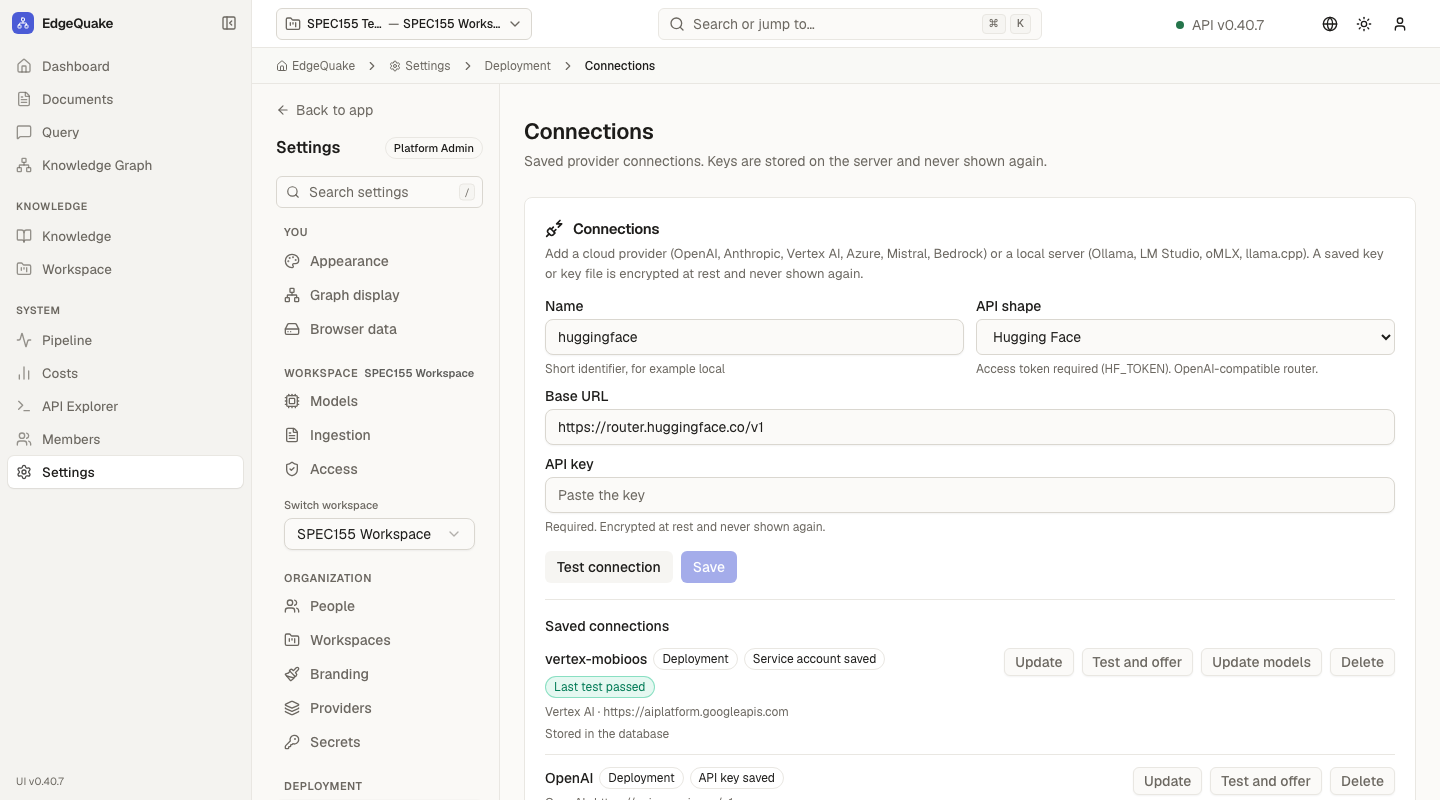 EdgeQuake
SPEC155 Te... — SPEC155 Works...
Search or jump to...
⌘ K
API v0.40.7
Dashboard
Documents
Query
Knowledge Graph
KNOWLEDGE
Knowledge
Workspace
SYSTEM
Pipeline
Costs
API Explorer
Members
Settings
UI v0.40.7
EdgeQuake > Settings > Deployment > Connections
Back to app
Settings
Platform Admin
Search settings /
YOU
Appearance
Graph display
Browser data
WORKSPACE SPEC155 Workspace
Models
Ingestion
Access
Switch workspace
SPEC155 Workspace
ORGANIZATION
People
Workspaces
Branding
Providers
Secrets
DEPLOYMENT
Connections
Saved provider connections. Keys are stored on the server and never shown again.
Connections
Add a cloud provider (OpenAI, Anthropic, Vertex AI, Azure, Mistral, Bedrock) or a local server (Ollama, LM Studio, oMLX, llama.cpp). A saved key
or key file is encrypted at rest and never shown again.
Name
huggingface
Short identifier, for example local
API shape
Hugging Face
Access token required (HF_TOKEN). OpenAI-compatible router.
Base URL
https://router.huggingface.co/v1
API key
Paste the key
Required. Encrypted at rest and never shown again.
Test connection
Save
Saved connections
vertex-mobioos Deployment Service account saved
Last test passed
Update Test and offer Update models Delete
Vertex AI · https://aiplatform.googleapis.com
Stored in the database
OpenAI Deployment API key saved
Update Test and offer Delete